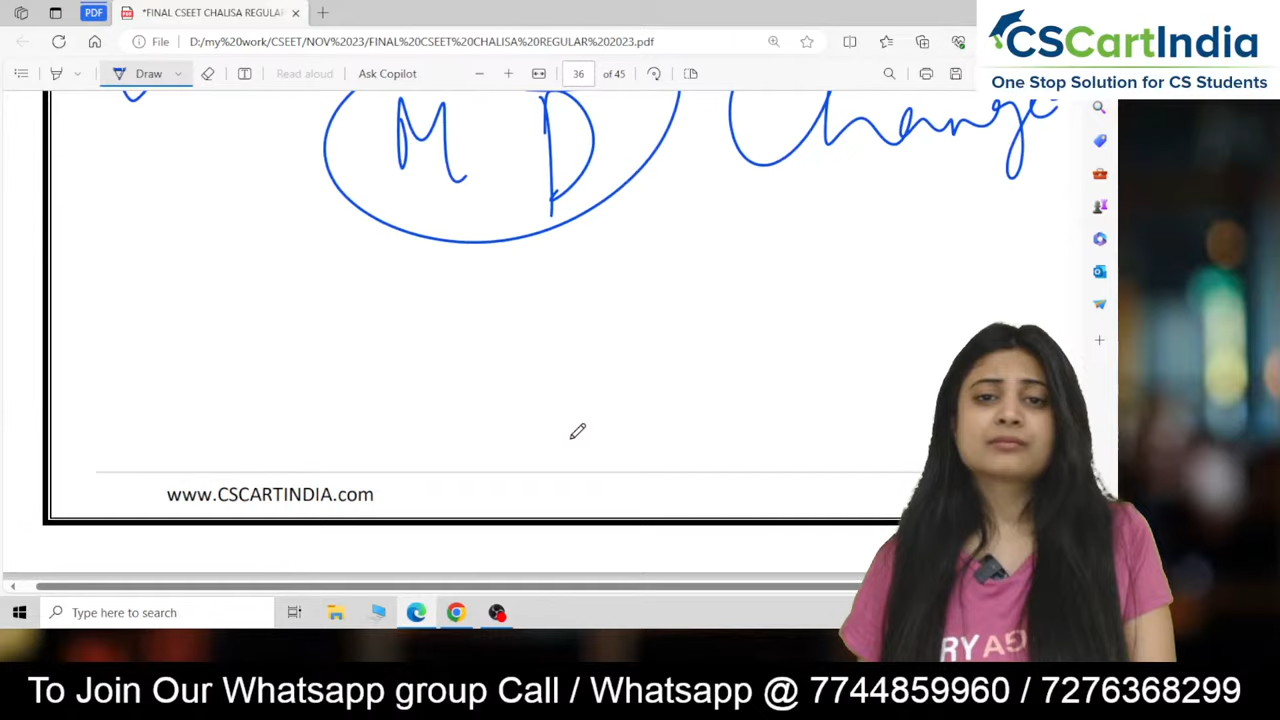 *FINAL CSEET CHALISA REGULAR
PDF
File
D:/my%20work/CSEET/NOV%2023/FINAL%20CSEET%20CHALISA%20REGULAR%202023.pdf
CSCartIndia
One Stop Solution for CS Students
Draw
Read aloud
Ask Copilot
36
of 45
M D
Change
www.CSCARTINDIA.com
Type here to search
To Join Our Whatsapp group Call / Whatsapp @ 7744859960 / 7276368299